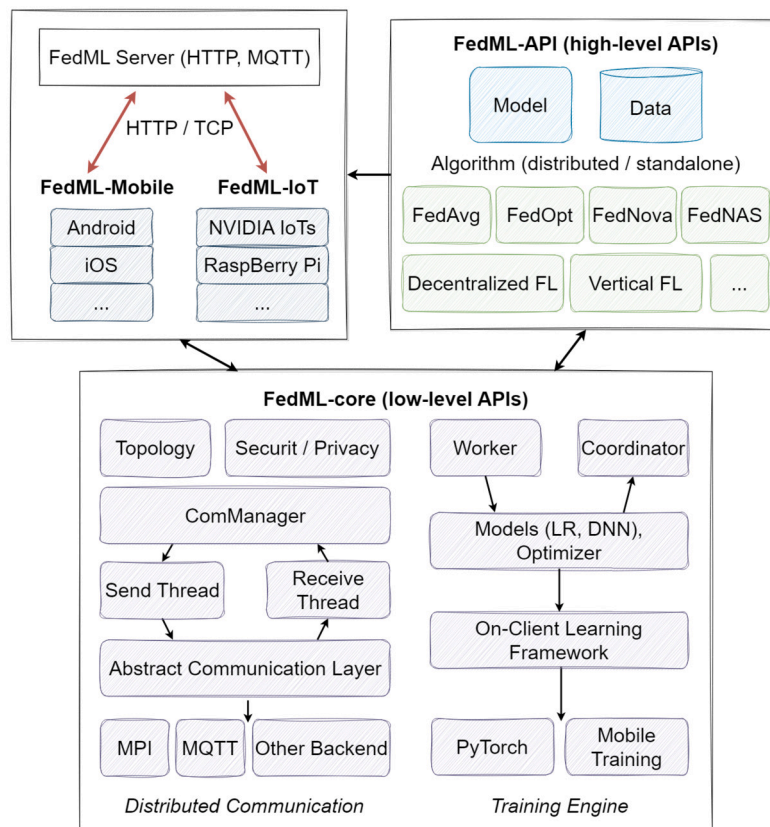 FedML Server (HTTP, MQTT)
HTTP / TCP
FedML-Mobile
FedML-IoT
Android
iOS
...
NVIDIA IoTs
RaspBerry Pi
...
FedML-API (high-level APIs)
Model
Data
Algorithm (distributed / standalone)
FedAvg
FedOpt
FedNova
FedNAS
Decentralized FL
Vertical FL
...
FedML-core (low-level APIs)
Topology
Securit / Privacy
ComManager
Send Thread
Receive
Thread
Abstract Communication Layer
MPI
MQTT
Other Backend
Distributed Communication
Worker
Coordinator
Models (LR, DNN),
Optimizer
On-Client Learning
Framework
PyTorch
Mobile
Training
Training Engine